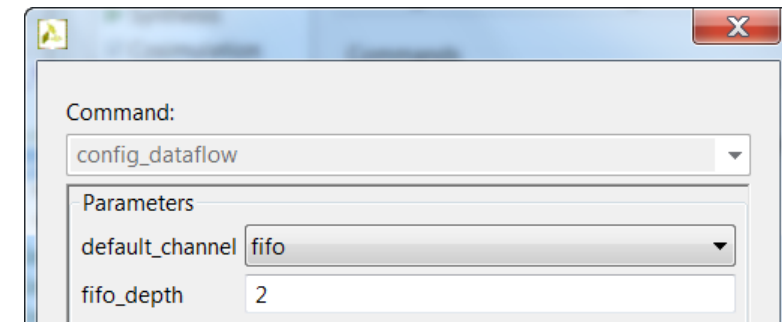 Command:
config_dataflow
Parameters
default_channel fifo
fifo_depth 2